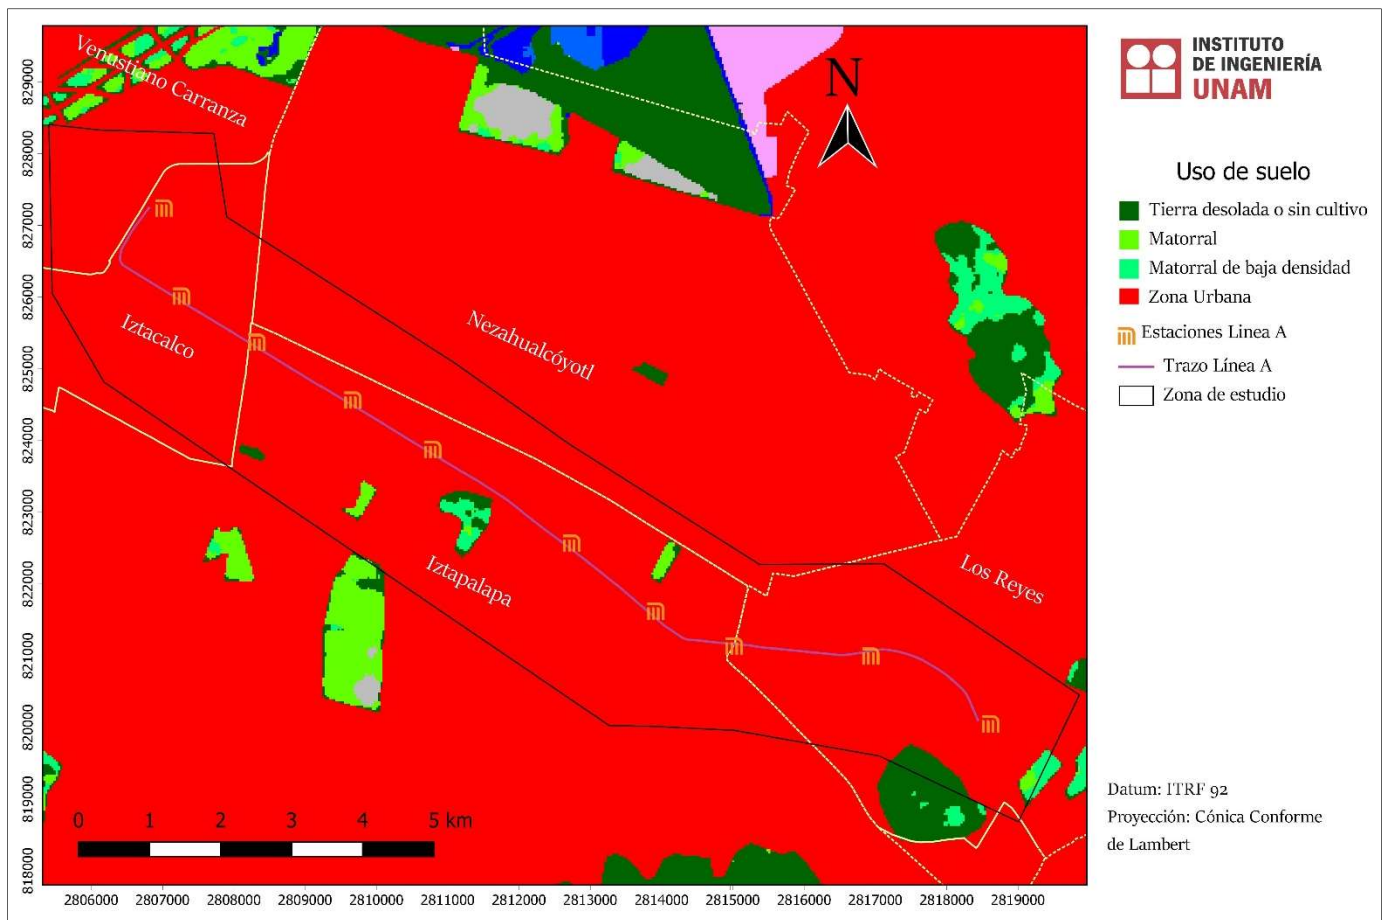 Venustiano Carranza
N
Nezahualcóyotl
Iztacalco
Iztapalapa
Los Reyes
829000
828000
827000
826000
825000
824000
823000
822000
821000
820000
819000
818000
0 1 2 3 4 5 km
2806000 2807000 2808000 2809000 2810000 2811000 2812000 2813000 2814000 2815000 2816000 2817000 2818000 2819000
INSTITUTO
DE INGENIERÍA
UNAM
Uso de suelo
Tierra desolada o sin cultivo
Matorral
Matorral de baja densidad
Zona Urbana
Estaciones Linea A
Trazo Línea A
Zona de estudio
Datum: ITRF 92
Proyección: Cónica Conforme
de Lambert